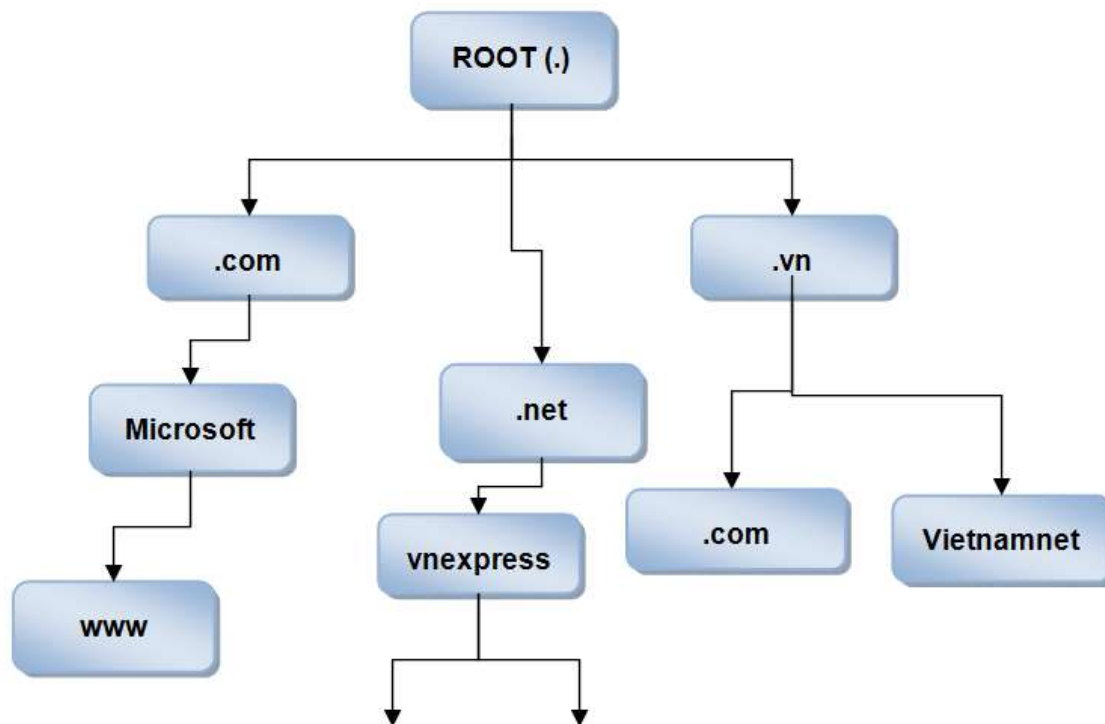 ROOT (.)
.com
.vn
Microsoft
.net
.com
Vietnamnet
vnexpress
www